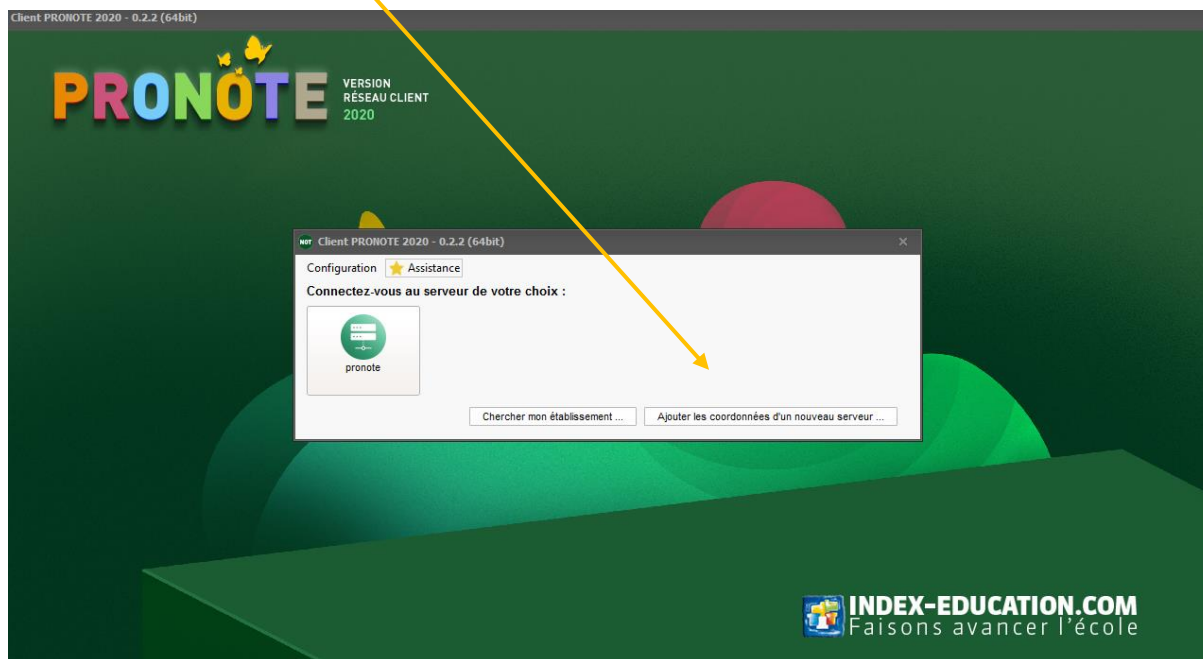 Client PRONOTE 2020 - 0.2.2 (64bit)
PRONOTE
VERSION
RÉSEAU CLIENT
2020
NOT Client PRONOTE 2020 - 0.2.2 (64bit)
Configuration Assistance
Connectez-vous au serveur de votre choix :
pronote
Chercher mon établissement ... Ajouter les coordonnées d'un nouveau serveur ...
INDEX-EDUCATION.COM
Faisons avancer l'école